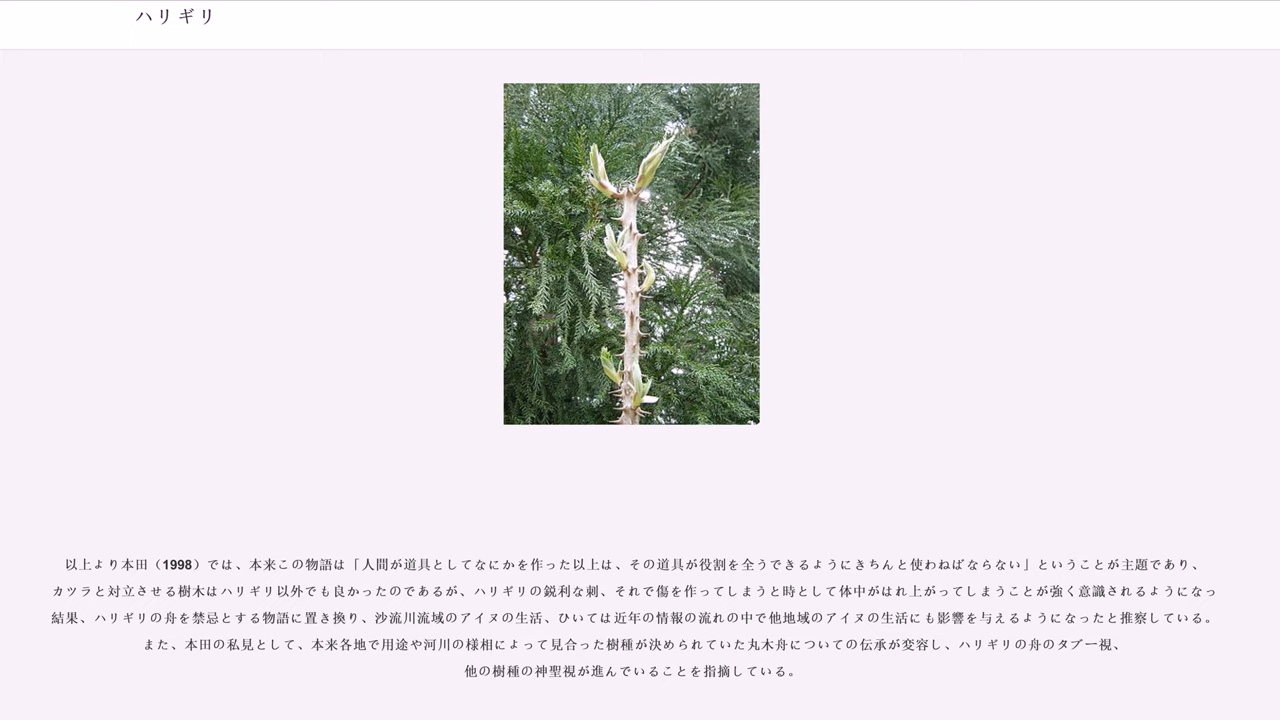 ハリギリ
以上より本田（1998）では、本来この物語は「人間が道具としてなにかを作った以上は、その道具が役割を全うできるようにきちんと使わねばならない」ということが主題であり、
カツラと対立させる樹木はハリギリ以外でも良かったのであるが、ハリギリの鋭利な刺、それで傷を作ってしまうと時として体中がはれ上がってしまうことが強く意識されるようになっ
結果、ハリギリの舟を禁忌とする物語に置き換り、沙流川流域のアイヌの生活、ひいては近年の情報の流れの中で他地域のアイヌの生活にも影響を与えるようになったと推察している。
また、本田の私見として、本来各地で用途や河川の様相によって見合った樹種が決められていた丸木舟についての伝承が変容し、ハリギリの舟のタブー視、
他の樹種の神聖視が進んでいることを指摘している。